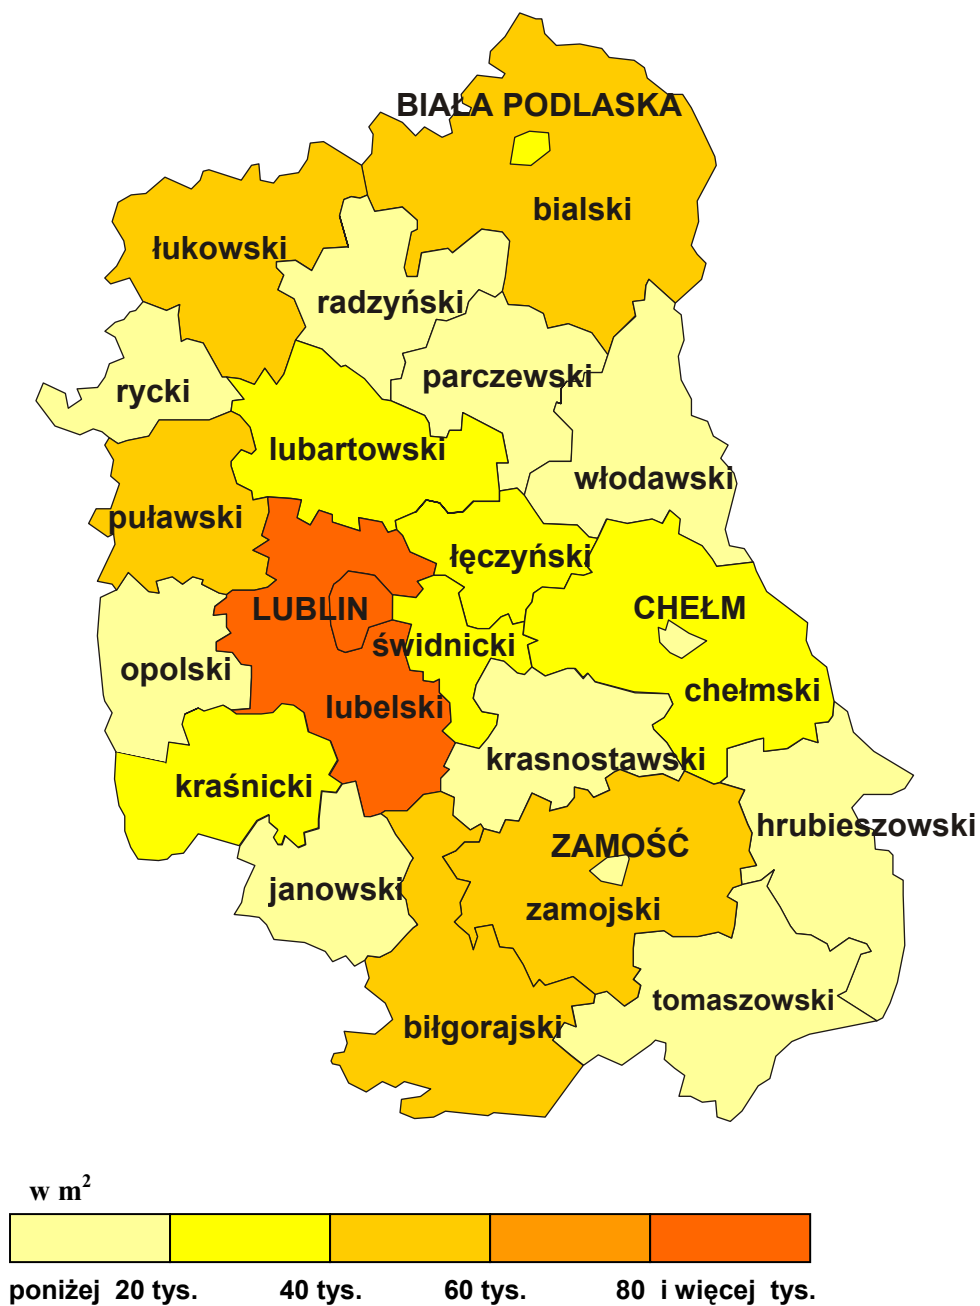 BIAŁA PODLASKA
bialski
łukowski
radzyński
parczewski
rycki
lubartowski
włodawski
puławski
łęczyński
LUBLIN
CHEŁM
świdnicki
opolski
chełmski
lubelski
krasnostawski
kraśnicki
hrubieszowski
ZAMOŚĆ
janowski
zamojski
tomaszowski
biłgorajski
w m²
poniżej 20 tys. 40 tys. 60 tys. 80 i więcej tys.